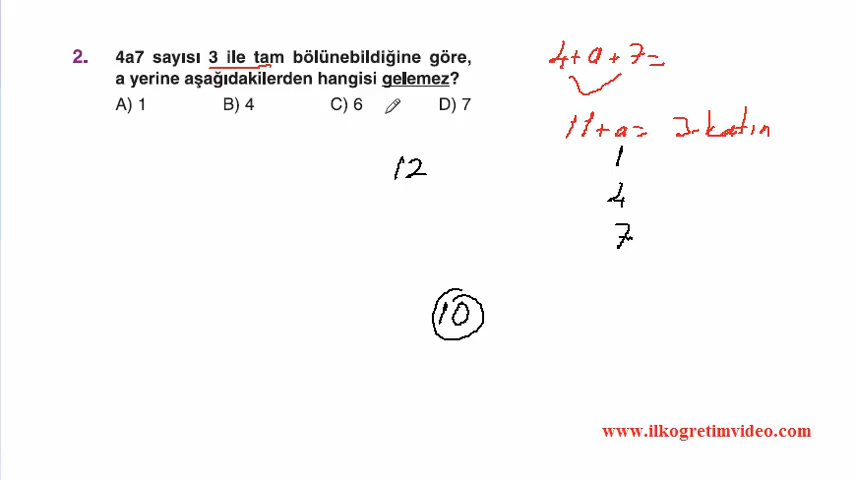 2. 4a7 sayısı 3 ile tam bölünebildiğine göre,
a yerine aşağıdakilerden hangisi gelemez?
A) 1 B) 4 C) 6 D) 7
4+a+7=
11+a= 3-katın
1
12
4
7
10
www.ilkogretimvideo.com